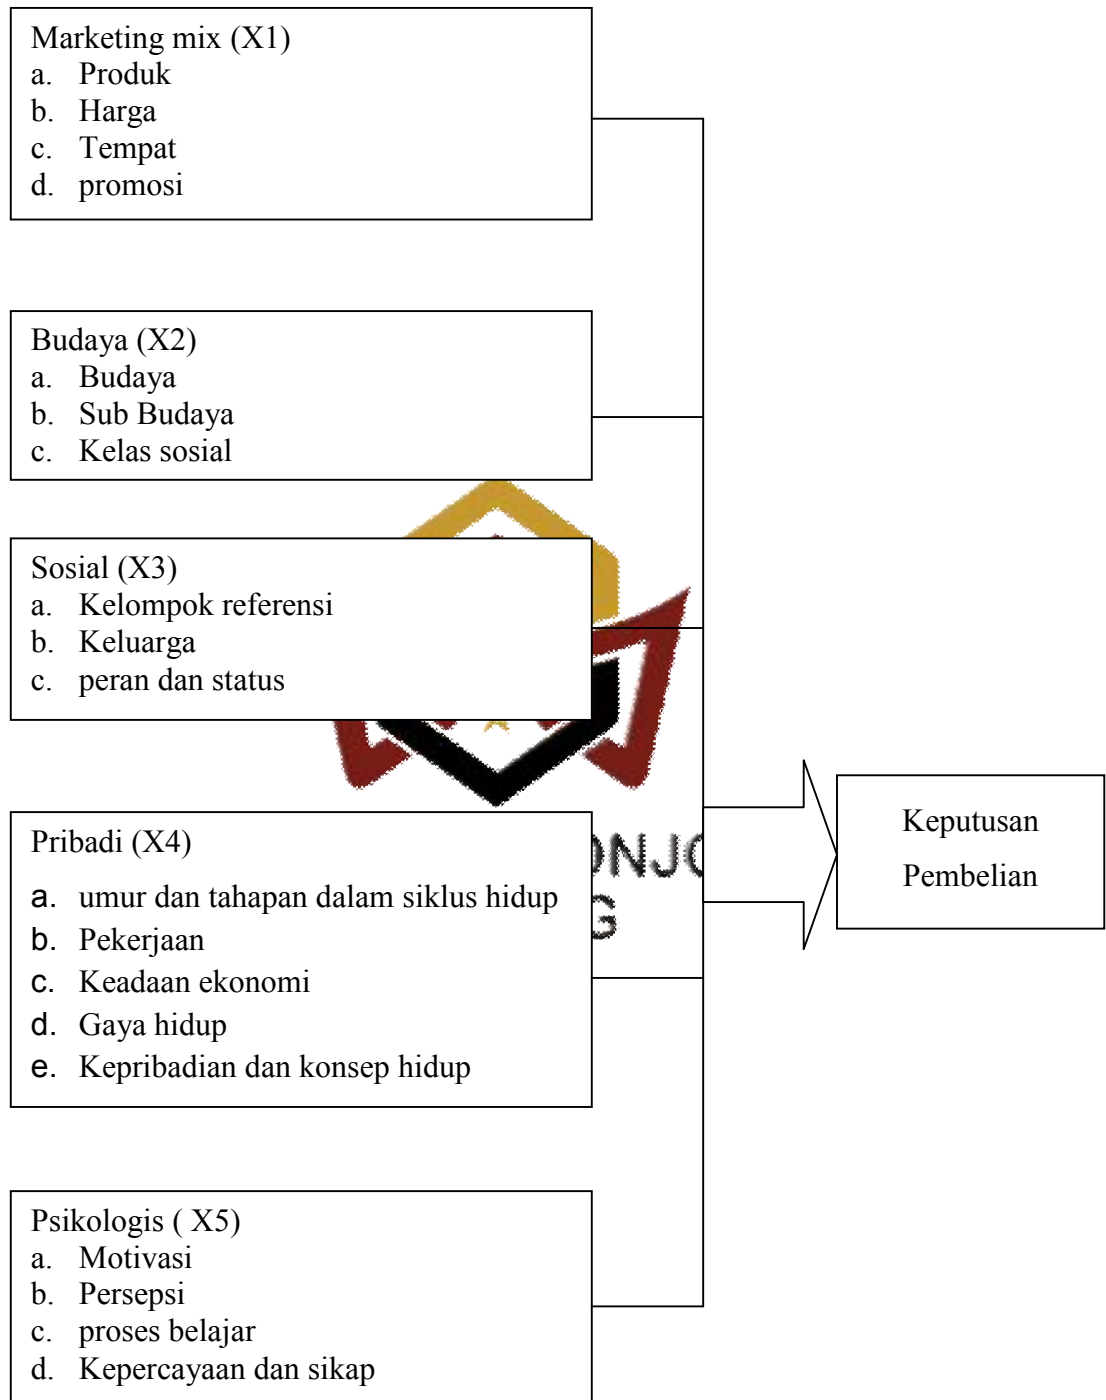 Marketing mix (X1)
a. Produk
b. Harga
c. Tempat
d. promosi
Budaya (X2)
a. Budaya
b. Sub Budaya
c. Kelas sosial
Sosial (X3)
a. Kelompok referensi
b. Keluarga
c. peran dan status
Pribadi (X4)
a. umur dan tahapan dalam siklus hidup
b. Pekerjaan
c. Keadaan ekonomi
d. Gaya hidup
e. Kepribadian dan konsep hidup
Psikologis ( X5)
a. Motivasi
b. Persepsi
c. proses belajar
d. Kepercayaan dan sikap
Keputusan
Pembelian